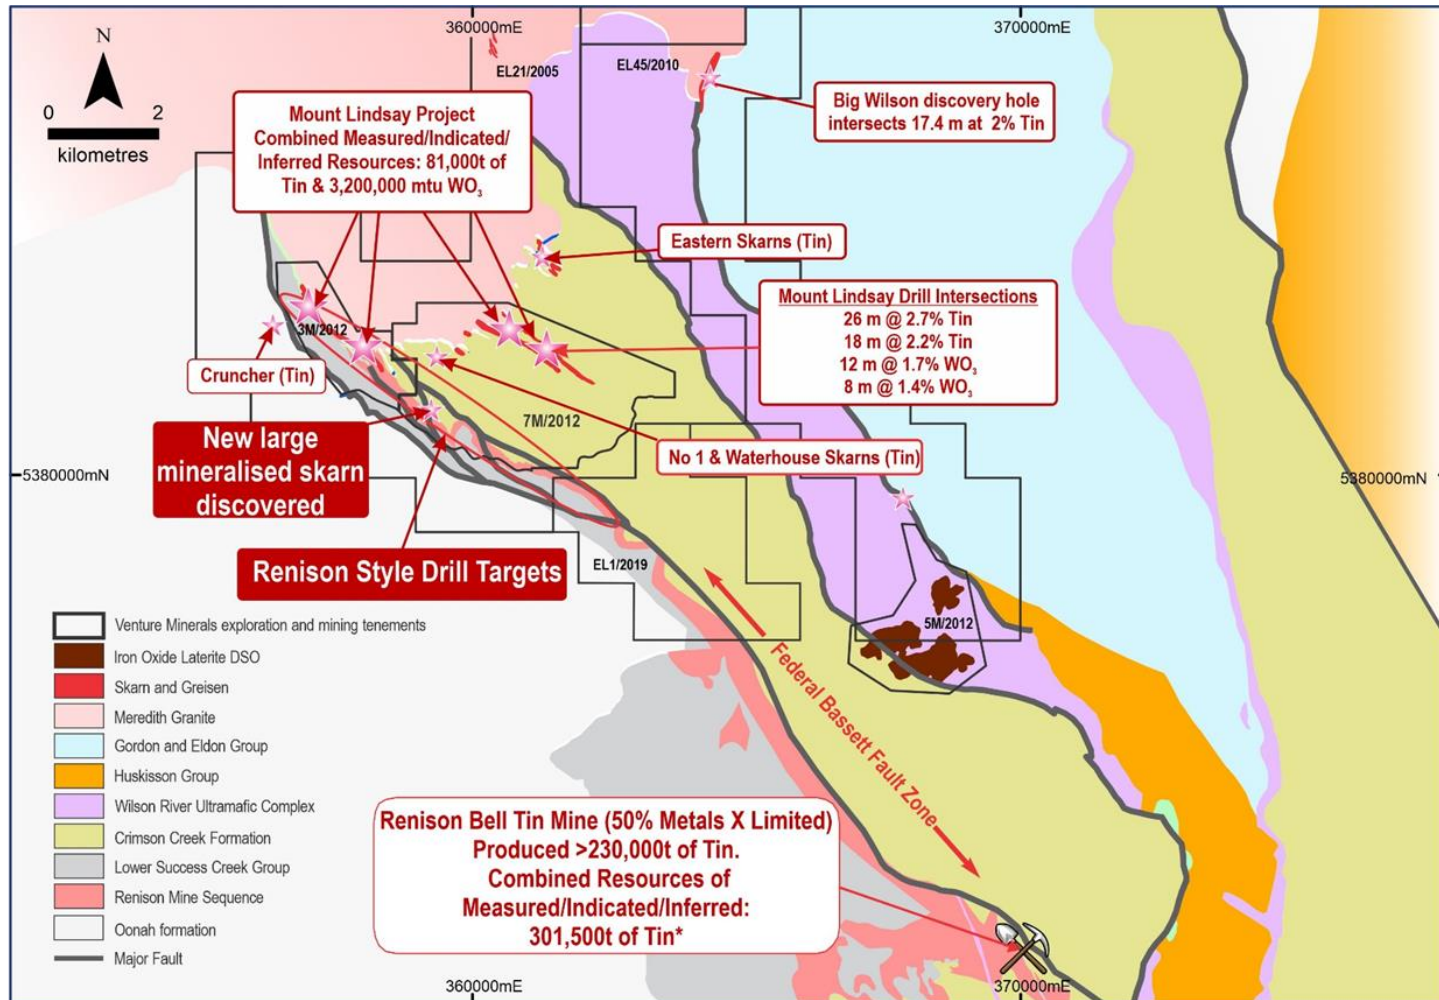 360000mE
370000mE
N
0 2
kilometres
EL21/2005
EL45/2010
Mount Lindsay Project
Combined Measured/Indicated/
Inferred Resources: 81,000t of
Tin & 3,200,000 mtu WO₃
Big Wilson discovery hole
intersects 17.4 m at 2% Tin
Eastern Skarns (Tin)
Mount Lindsay Drill Intersections
26 m @ 2.7% Tin
18 m @ 2.2% Tin
12 m @ 1.7% WO₃
8 m @ 1.4% WO₃
3M/2012
Cruncher (Tin)
7M/2012
New large
mineralised skarn
discovered
No 1 & Waterhouse Skarns (Tin)
5380000mN
5380000mN
Renison Style Drill Targets
EL1/2019
5M/2012
Federal Bassett Fault Zone
Venture Minerals exploration and mining tenements
Iron Oxide Laterite DSO
Skarn and Greisen
Meredith Granite
Gordon and Eldon Group
Huskisson Group
Wilson River Ultramafic Complex
Crimson Creek Formation
Lower Success Creek Group
Renison Mine Sequence
Oonah formation
Major Fault
Renison Bell Tin Mine (50% Metals X Limited)
Produced >230,000t of Tin.
Combined Resources of
Measured/Indicated/Inferred:
301,500t of Tin*
360000mE
370000mE